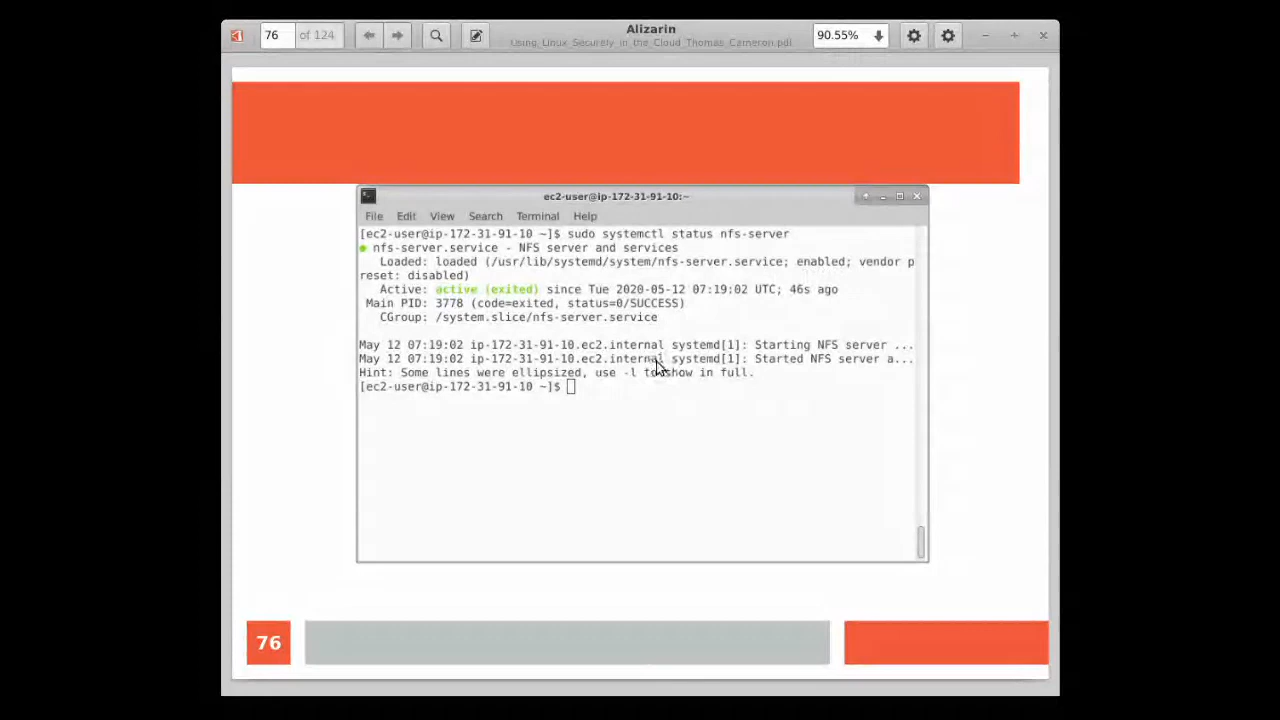 76 of 124
Alizarin
Using_Linux_Securely_in_the_Cloud_Thomas_Cameron.pdf
90.55%
ec2-user@ip-172-31-91-10:~
File Edit View Search Terminal Help
[ec2-user@ip-172-31-91-10 ~]$ sudo systemctl status nfs-server
● nfs-server.service - NFS server and services
Loaded: loaded (/usr/lib/systemd/system/nfs-server.service; enabled; vendor p
reset: disabled)
Active: active (exited) since Tue 2020-05-12 07:19:02 UTC; 46s ago
Main PID: 3778 (code=exited, status=0/SUCCESS)
CGroup: /system.slice/nfs-server.service
May 12 07:19:02 ip-172-31-91-10.ec2.internal systemd[1]: Starting NFS server ...
May 12 07:19:02 ip-172-31-91-10.ec2.internal systemd[1]: Started NFS server a...
Hint: Some lines were ellipsized, use -l to show in full.
[ec2-user@ip-172-31-91-10 ~]$
76